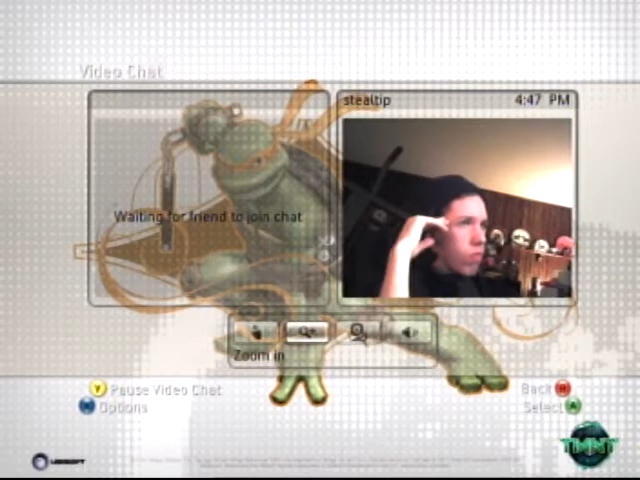 Video Chat
stealtip 4:47 PM
Waiting for friend to join chat
Zoom in
Y Pause Video Chat
Back B
X Options
Select A
UBISOFT
TMNT